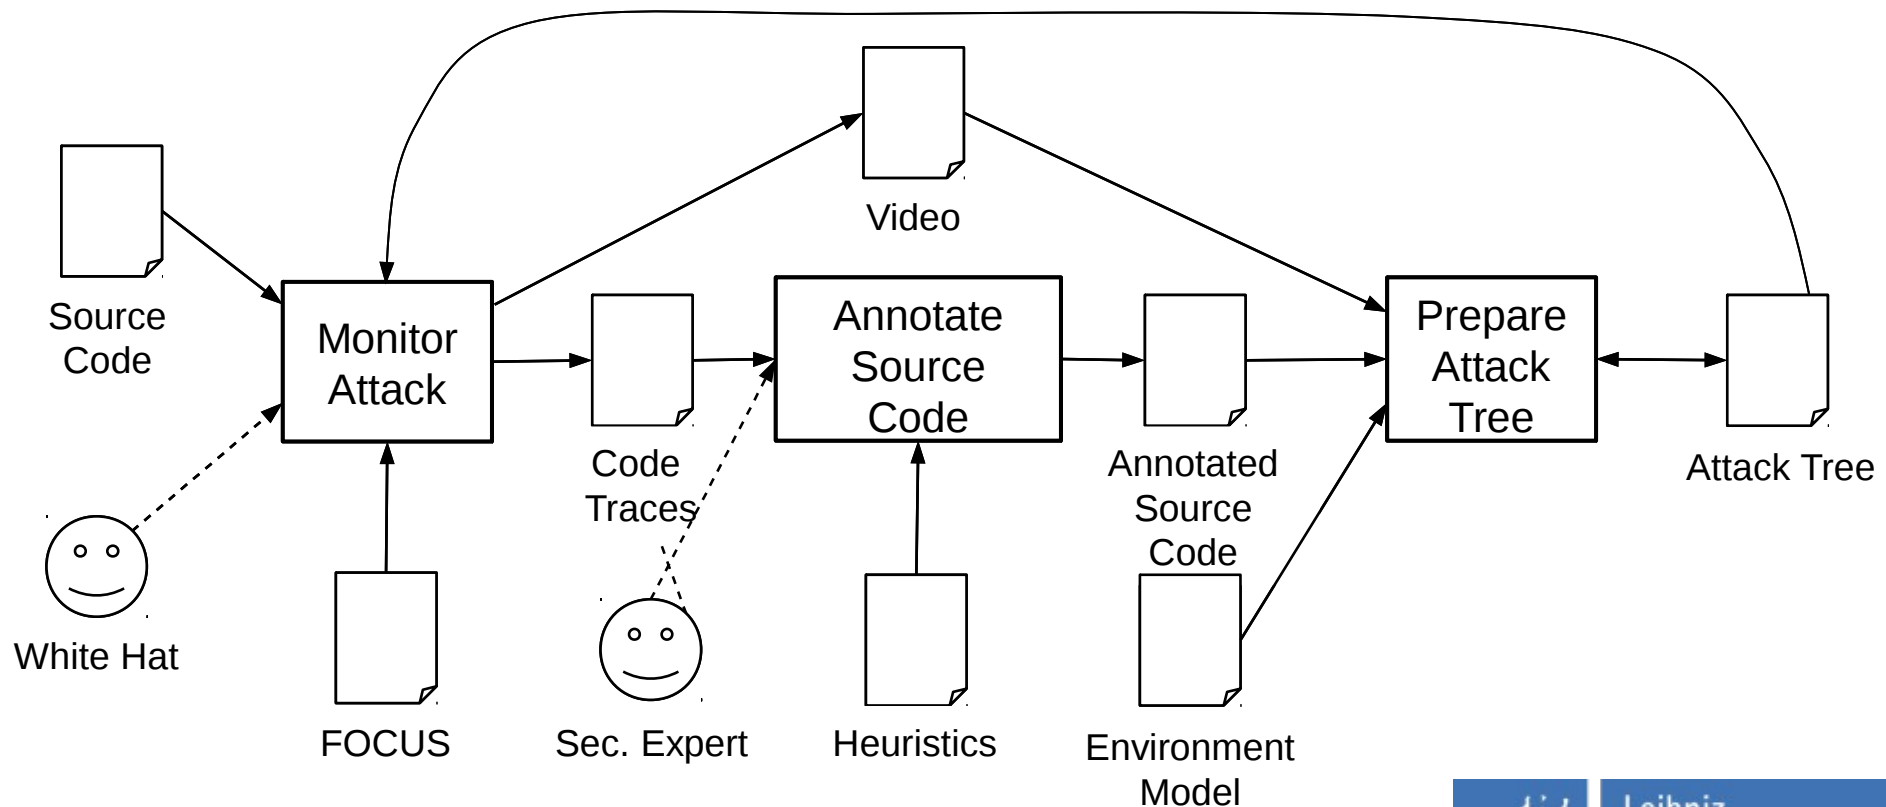 Video
Source
Code
Monitor
Attack
Annotate
Source
Code
Prepare
Attack
Tree
Code
Traces
Annotated
Source
Code
Attack Tree
White Hat
FOCUS
Sec. Expert
Heuristics
Environment
Model
Leibniz